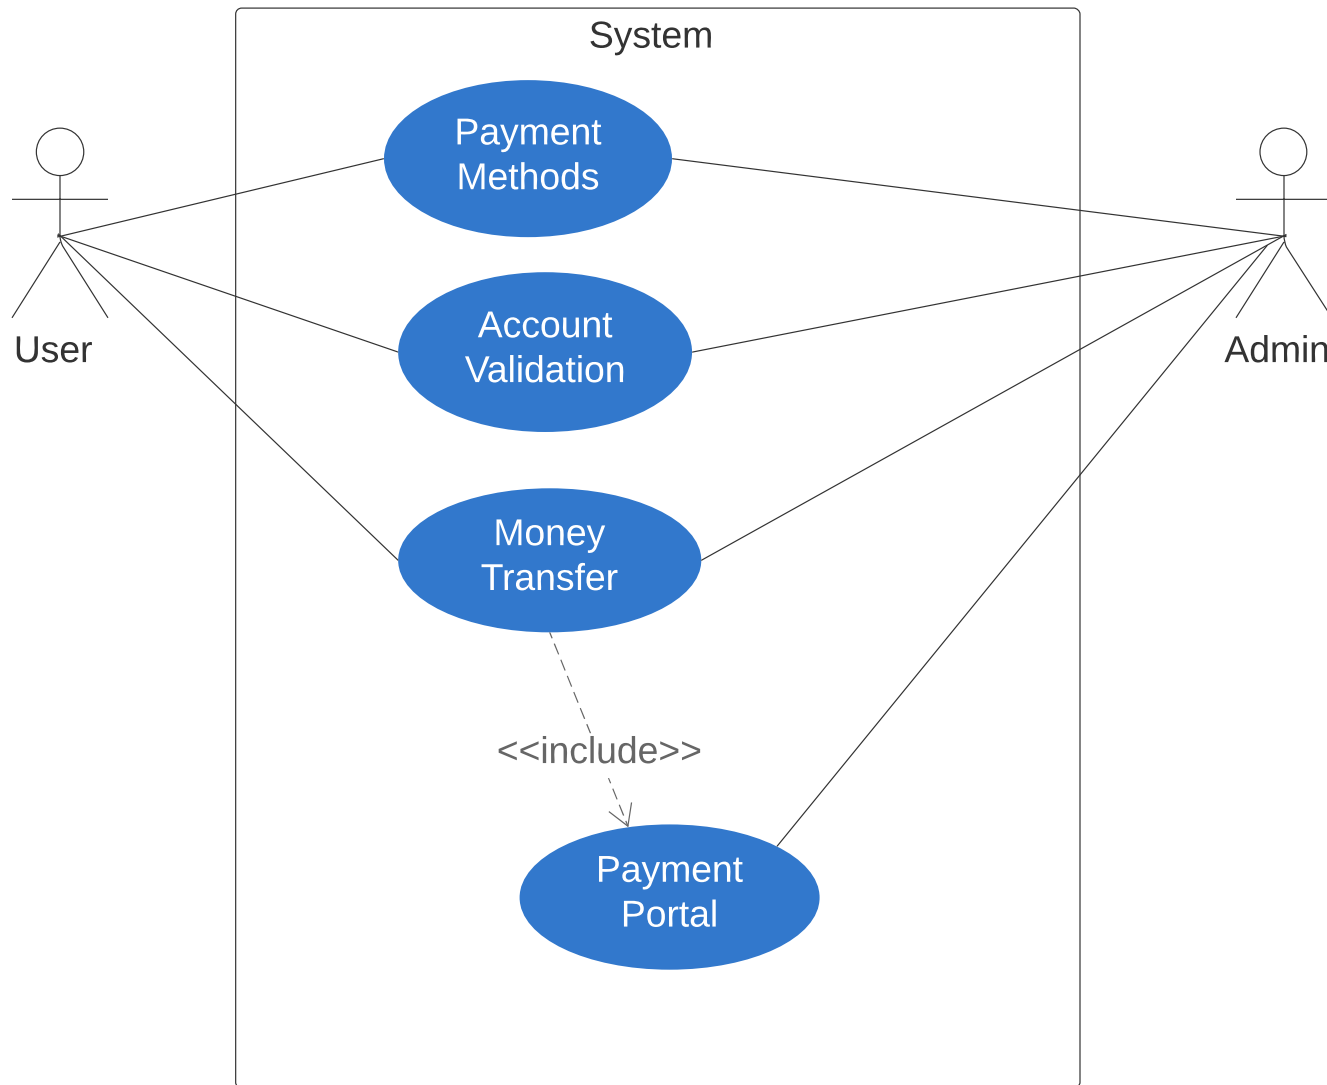 System
Payment
Methods
User
Admin
Account
Validation
Money
Transfer
<<include>>
Payment
Portal